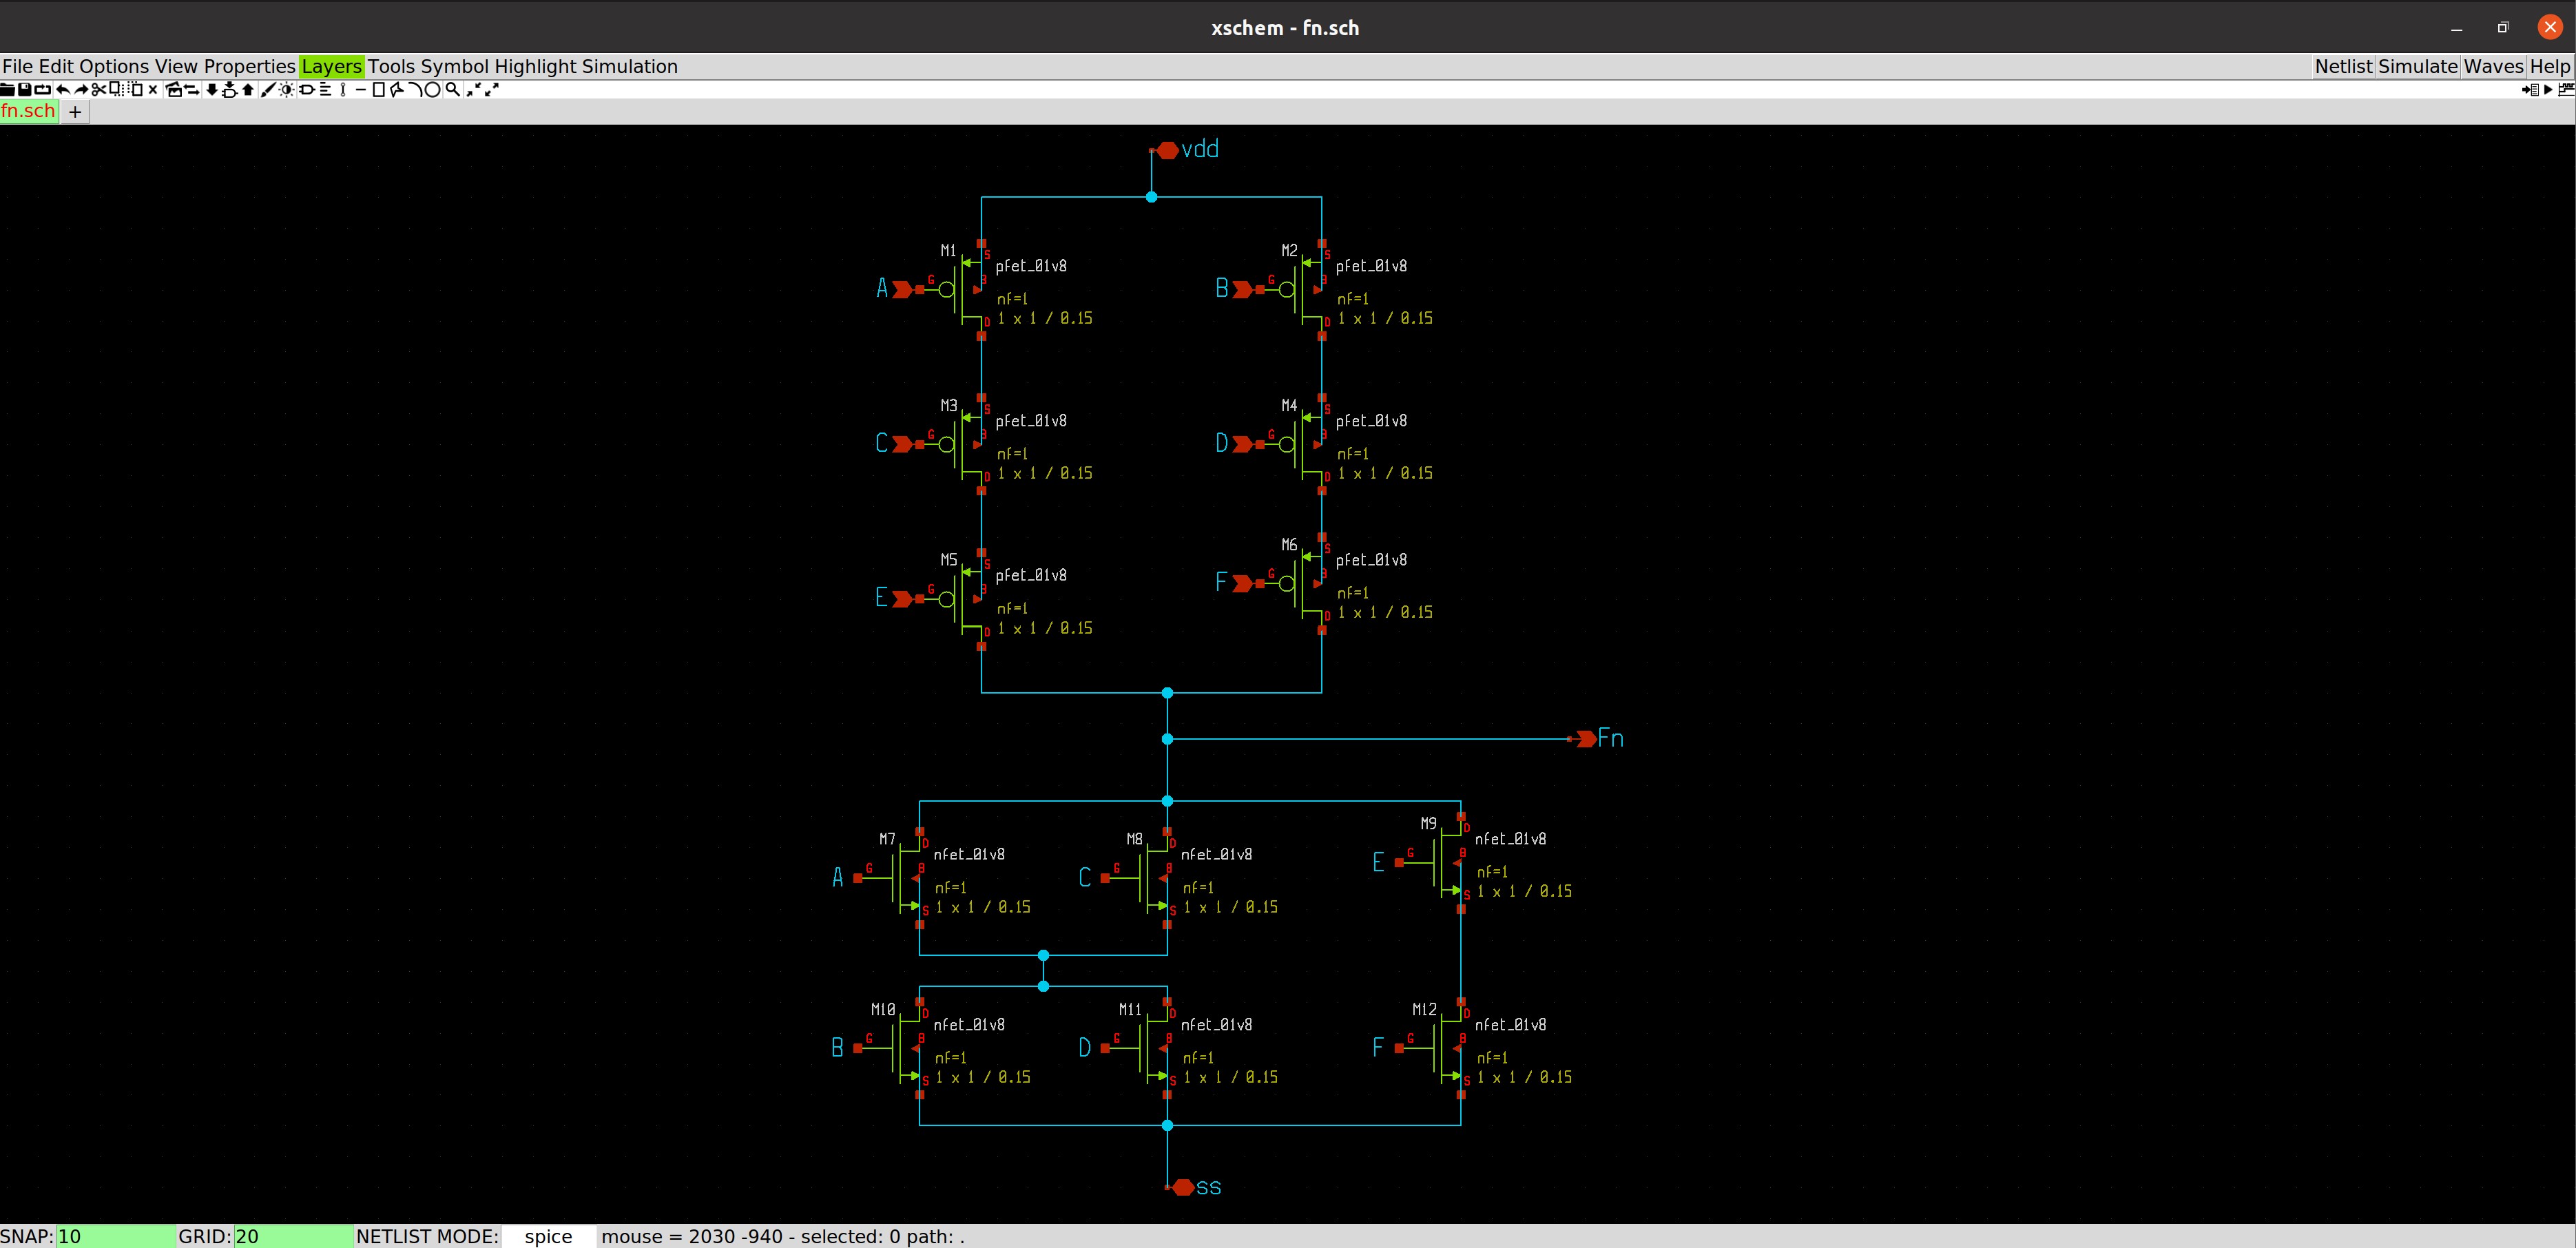 xschem - fn.sch
File Edit Options View Properties Layers Tools Symbol Highlight Simulation Netlist Simulate Waves Help
fn.sch +
vdd
M1 S pfet_01v8
A G B
nf=1
D 1 x 1 / 0.15
M2 S pfet_01v8
B G B
nf=1
D 1 x 1 / 0.15
M3 S pfet_01v8
C G B
nf=1
D 1 x 1 / 0.15
M4 S pfet_01v8
D G B
nf=1
D 1 x 1 / 0.15
M5 S pfet_01v8
E G B
nf=1
D 1 x 1 / 0.15
M6 S pfet_01v8
F G B
nf=1
D 1 x 1 / 0.15
Fn
M7 D nfet_01v8
A G B
nf=1
S 1 x 1 / 0.15
M8 D nfet_01v8
C G B
nf=1
S 1 x 1 / 0.15
M9 D nfet_01v8
E G B
nf=1
S 1 x 1 / 0.15
M10 D nfet_01v8
B G B
nf=1
S 1 x 1 / 0.15
M11 D nfet_01v8
D G B
nf=1
S 1 x 1 / 0.15
M12 D nfet_01v8
F G B
nf=1
S 1 x 1 / 0.15
ss
SNAP: 10 GRID: 20 NETLIST MODE: spice mouse = 2030 -940 - selected: 0 path: .